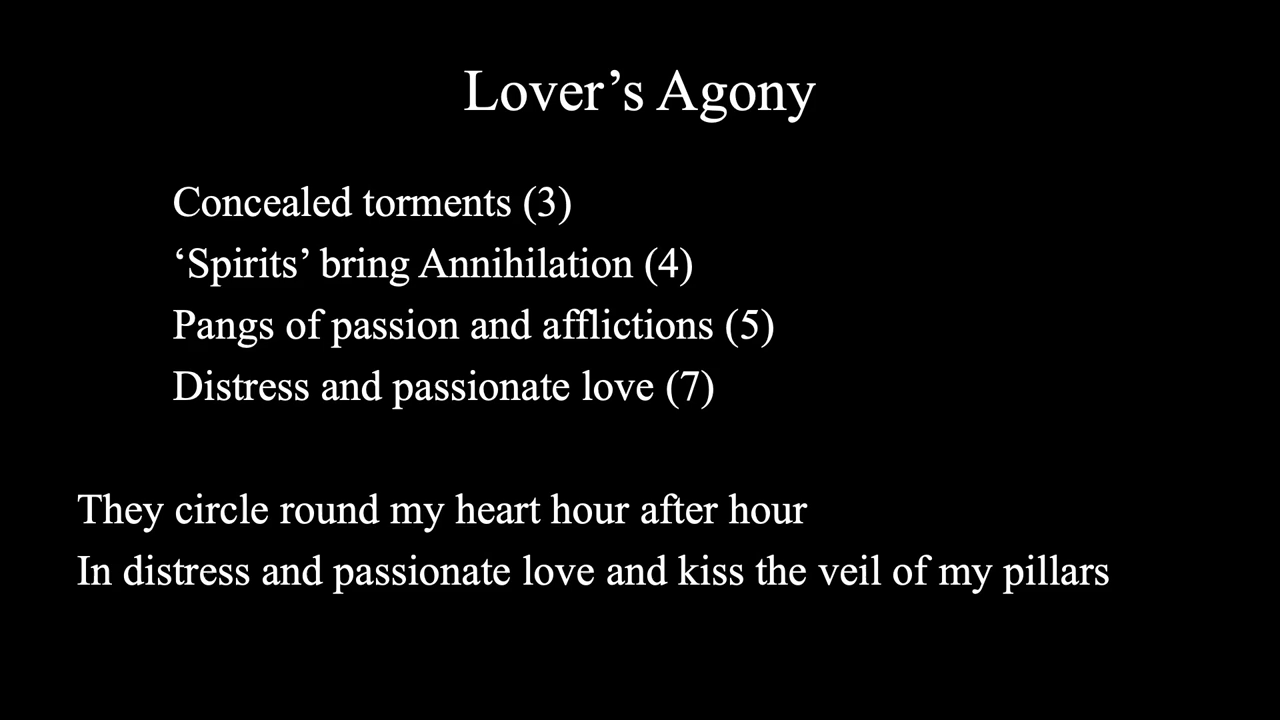 Lover’s Agony
Concealed torments (3)
‘Spirits’ bring Annihilation (4)
Pangs of passion and afflictions (5)
Distress and passionate love (7)
They circle round my heart hour after hour
In distress and passionate love and kiss the veil of my pillars